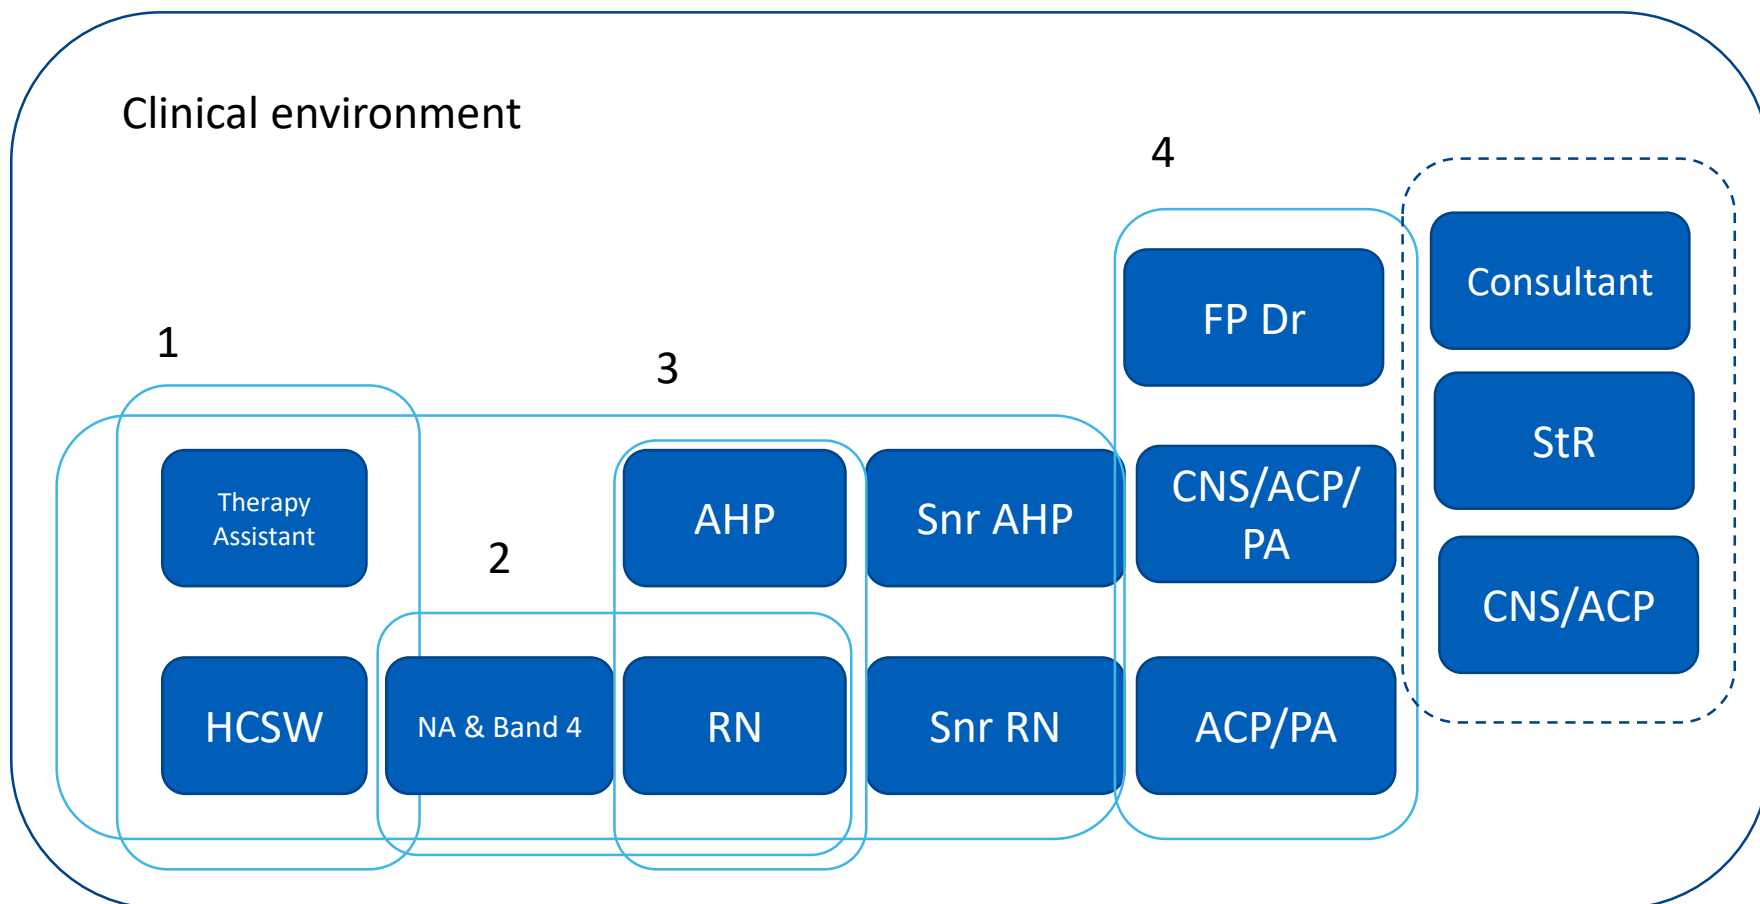 Clinical environment
4
Consultant
FP Dr
1
3
StR
Therapy
Assistant
AHP
Snr AHP
CNS/ACP/
PA
2
CNS/ACP
HCSW
NA & Band 4
RN
Snr RN
ACP/PA